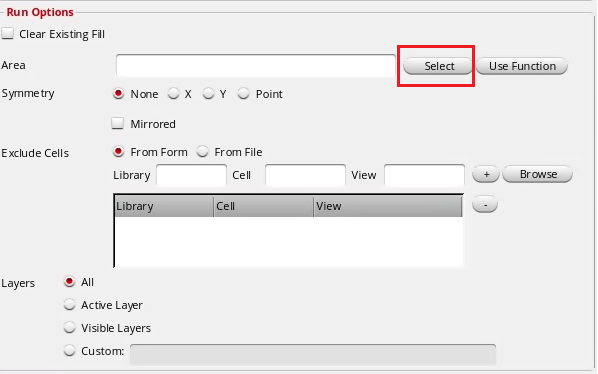 Run Options
Clear Existing Fill
Area Select Use Function
Symmetry None X Y Point
Mirrored
Exclude Cells From Form From File
Library Cell View + Browse
Library Cell View -
Layers All
Active Layer
Visible Layers
Custom: